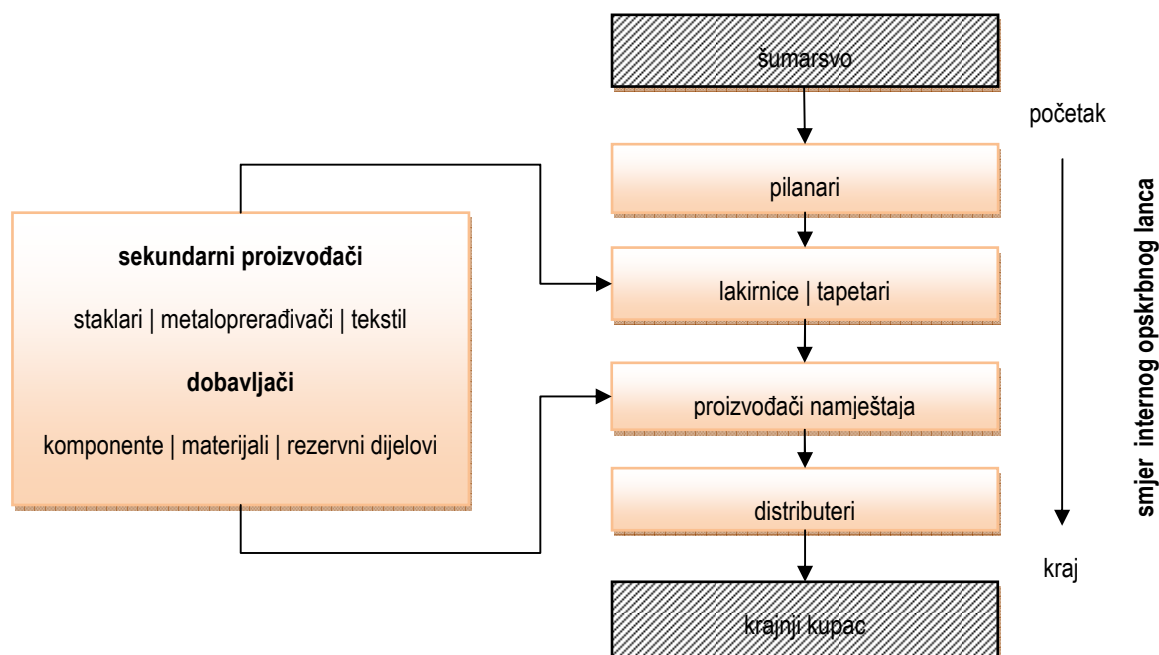 šumarsvo
početak
pilanari
sekundarni proizvođači
lakirnice | tapetari
staklari | metaloprerađivači | tekstil
dobavljači
proizvođači namještaja
komponente | materijali | rezervni dijelovi
distributeri
smjer internog opskrbnog lanca
kraj
krajnji kupac